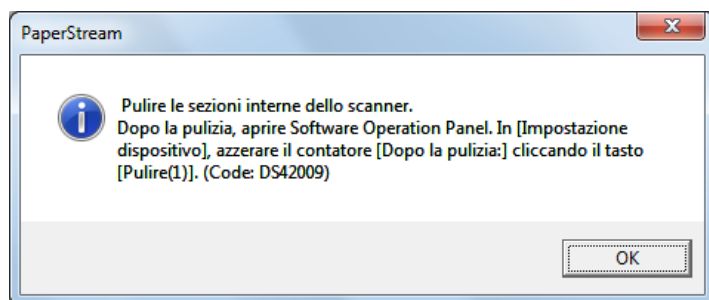 PaperStream
Pulire le sezioni interne dello scanner.
Dopo la pulizia, aprire Software Operation Panel. In [Impostazione
dispositivo], azzerare il contatore [Dopo la pulizia:] cliccando il tasto
[Pulire(1)]. (Code: DS42009)
OK